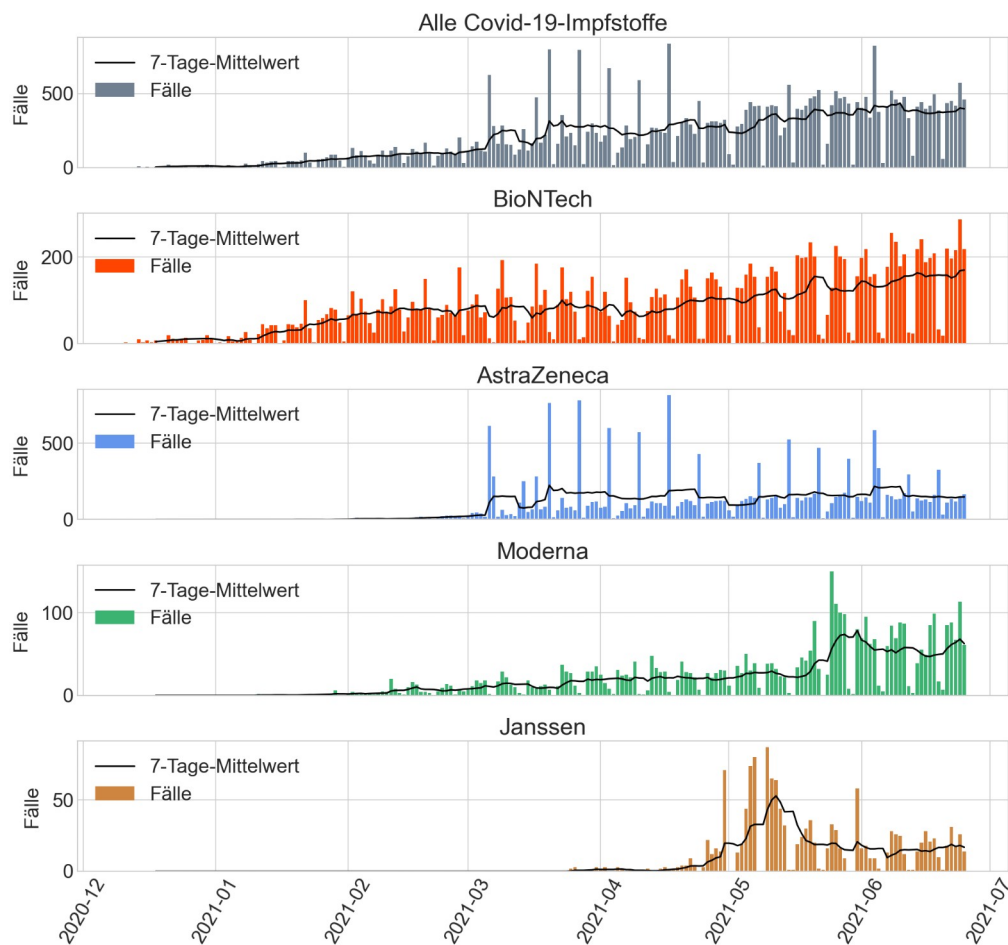 Alle Covid-19-Impfstoffe
7-Tage-Mittelwert
Fälle
Fälle
500
0
BioNTech
7-Tage-Mittelwert
Fälle
Fälle
200
0
AstraZeneca
7-Tage-Mittelwert
Fälle
Fälle
500
0
Moderna
7-Tage-Mittelwert
Fälle
Fälle
100
0
Janssen
7-Tage-Mittelwert
Fälle
Fälle
50
0
2020-12
2021-01
2021-02
2021-03
2021-04
2021-05
2021-06
2021-07